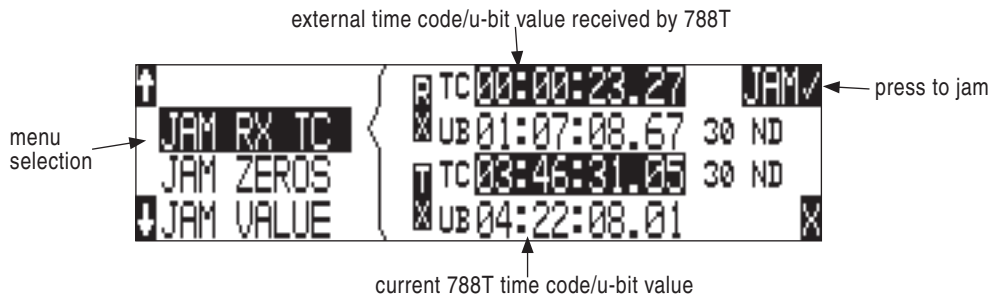 external time code/u-bit value received by 788T
menu selection
JAM RX TC
JAM ZEROS
JAM VALUE
RX
TC 00:00:23.27
UB 01:07:08.67 30 ND
TX
TC 03:46:31.05 30 ND
UB 04:22:08.01
JAM✓
press to jam
X
current 788T time code/u-bit value